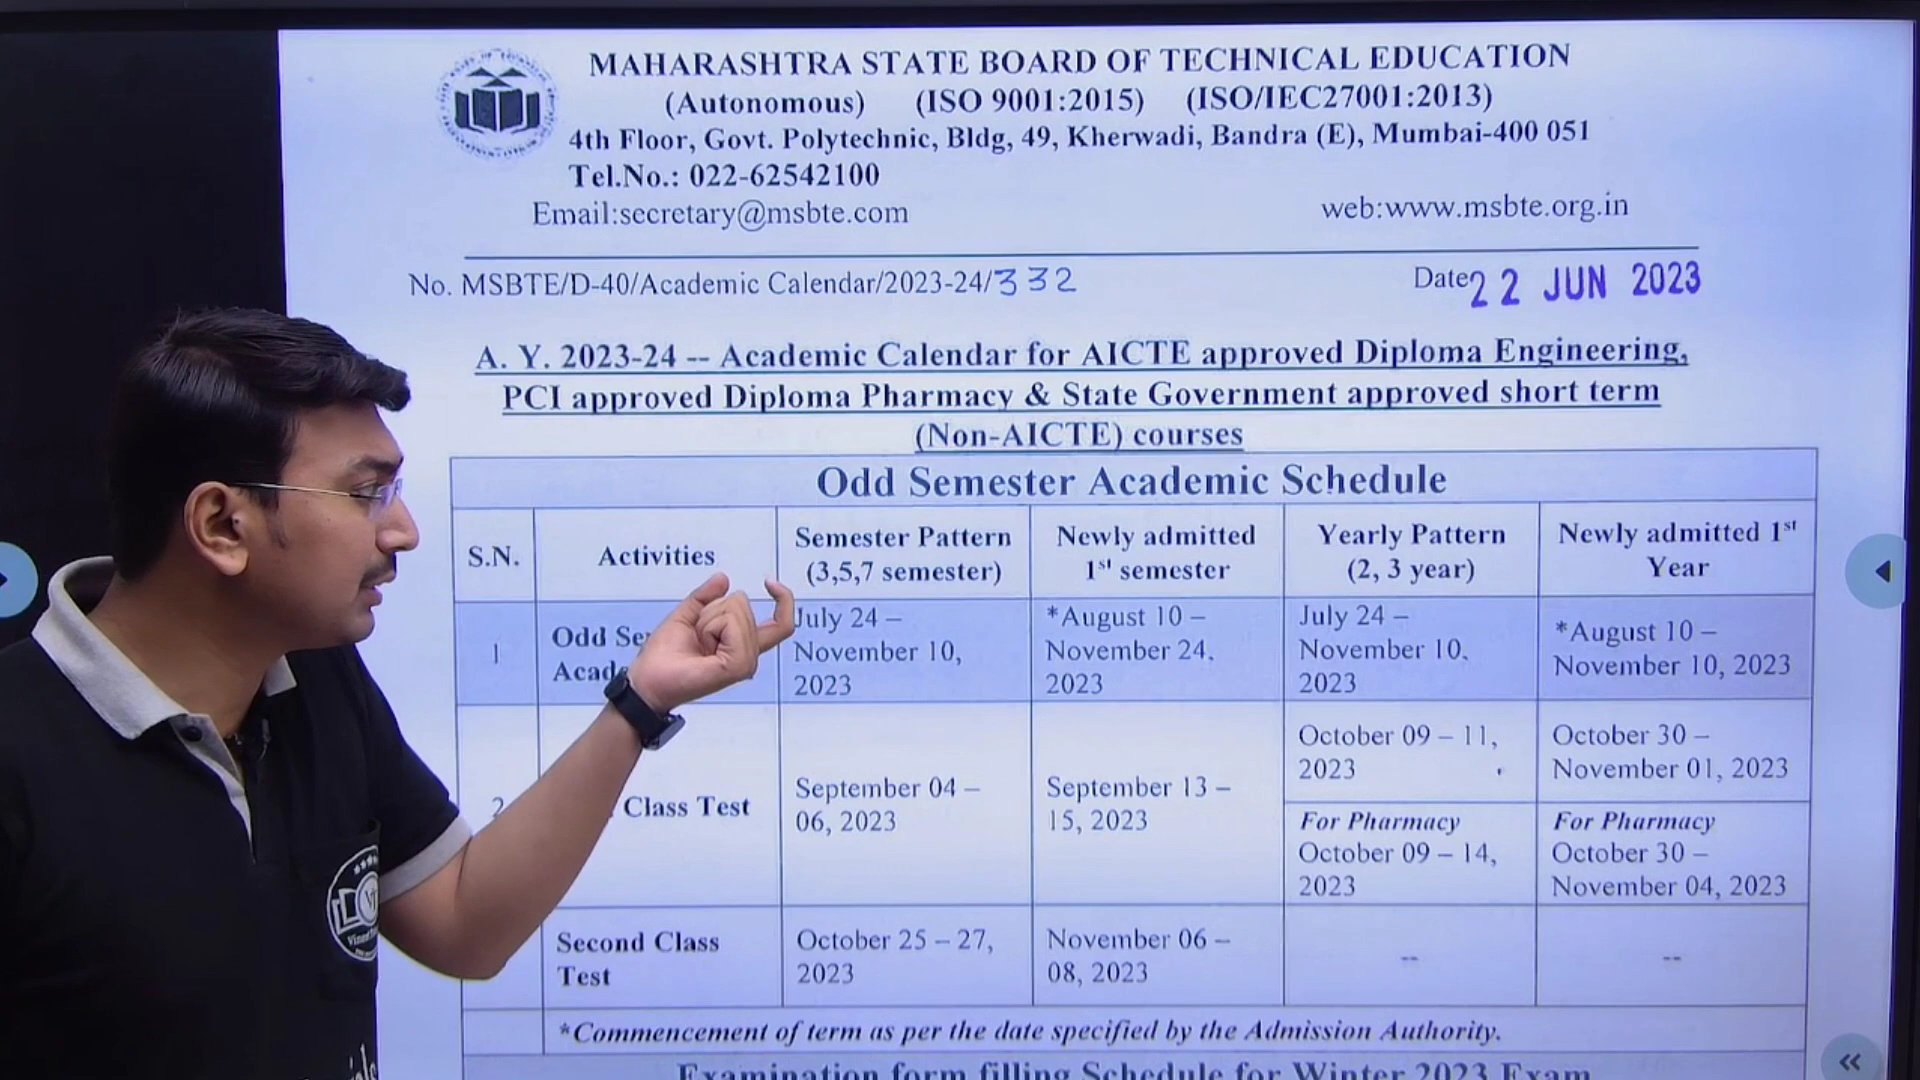 MAHARASHTRA STATE BOARD OF TECHNICAL EDUCATION
(Autonomous) (ISO 9001:2015) (ISO/IEC27001:2013)
4th Floor, Govt. Polytechnic, Bldg, 49, Kherwadi, Bandra (E), Mumbai-400 051
Tel.No.: 022-62542100
Email:secretary@msbte.com web:www.msbte.org.in
No. MSBTE/D-40/Academic Calendar/2023-24/332 Date 22 JUN 2023
A. Y. 2023-24 -- Academic Calendar for AICTE approved Diploma Engineering,
PCI approved Diploma Pharmacy & State Government approved short term
(Non-AICTE) courses
Odd Semester Academic Schedule
S.N. Activities
Semester Pattern
(3,5,7 semester)
Newly admitted
1st semester
Yearly Pattern
(2, 3 year)
Newly admitted 1st
Year
1
Odd
July 24 –
November 10,
2023
*August 10 –
November 24,
2023
July 24 –
November 10,
2023
*August 10 –
November 10, 2023
2
Class Test
September 04 –
06, 2023
September 13 –
15, 2023
October 09 – 11,
2023
For Pharmacy
October 09 – 14,
2023
October 30 –
November 01, 2023
For Pharmacy
October 30 –
November 04, 2023
Second Class
Test
October 25 – 27,
2023
November 06 –
08, 2023
--
--
*Commencement of term as per the date specified by the Admission Authority.
Examination form filling Schedule for Winter 2023 Exam